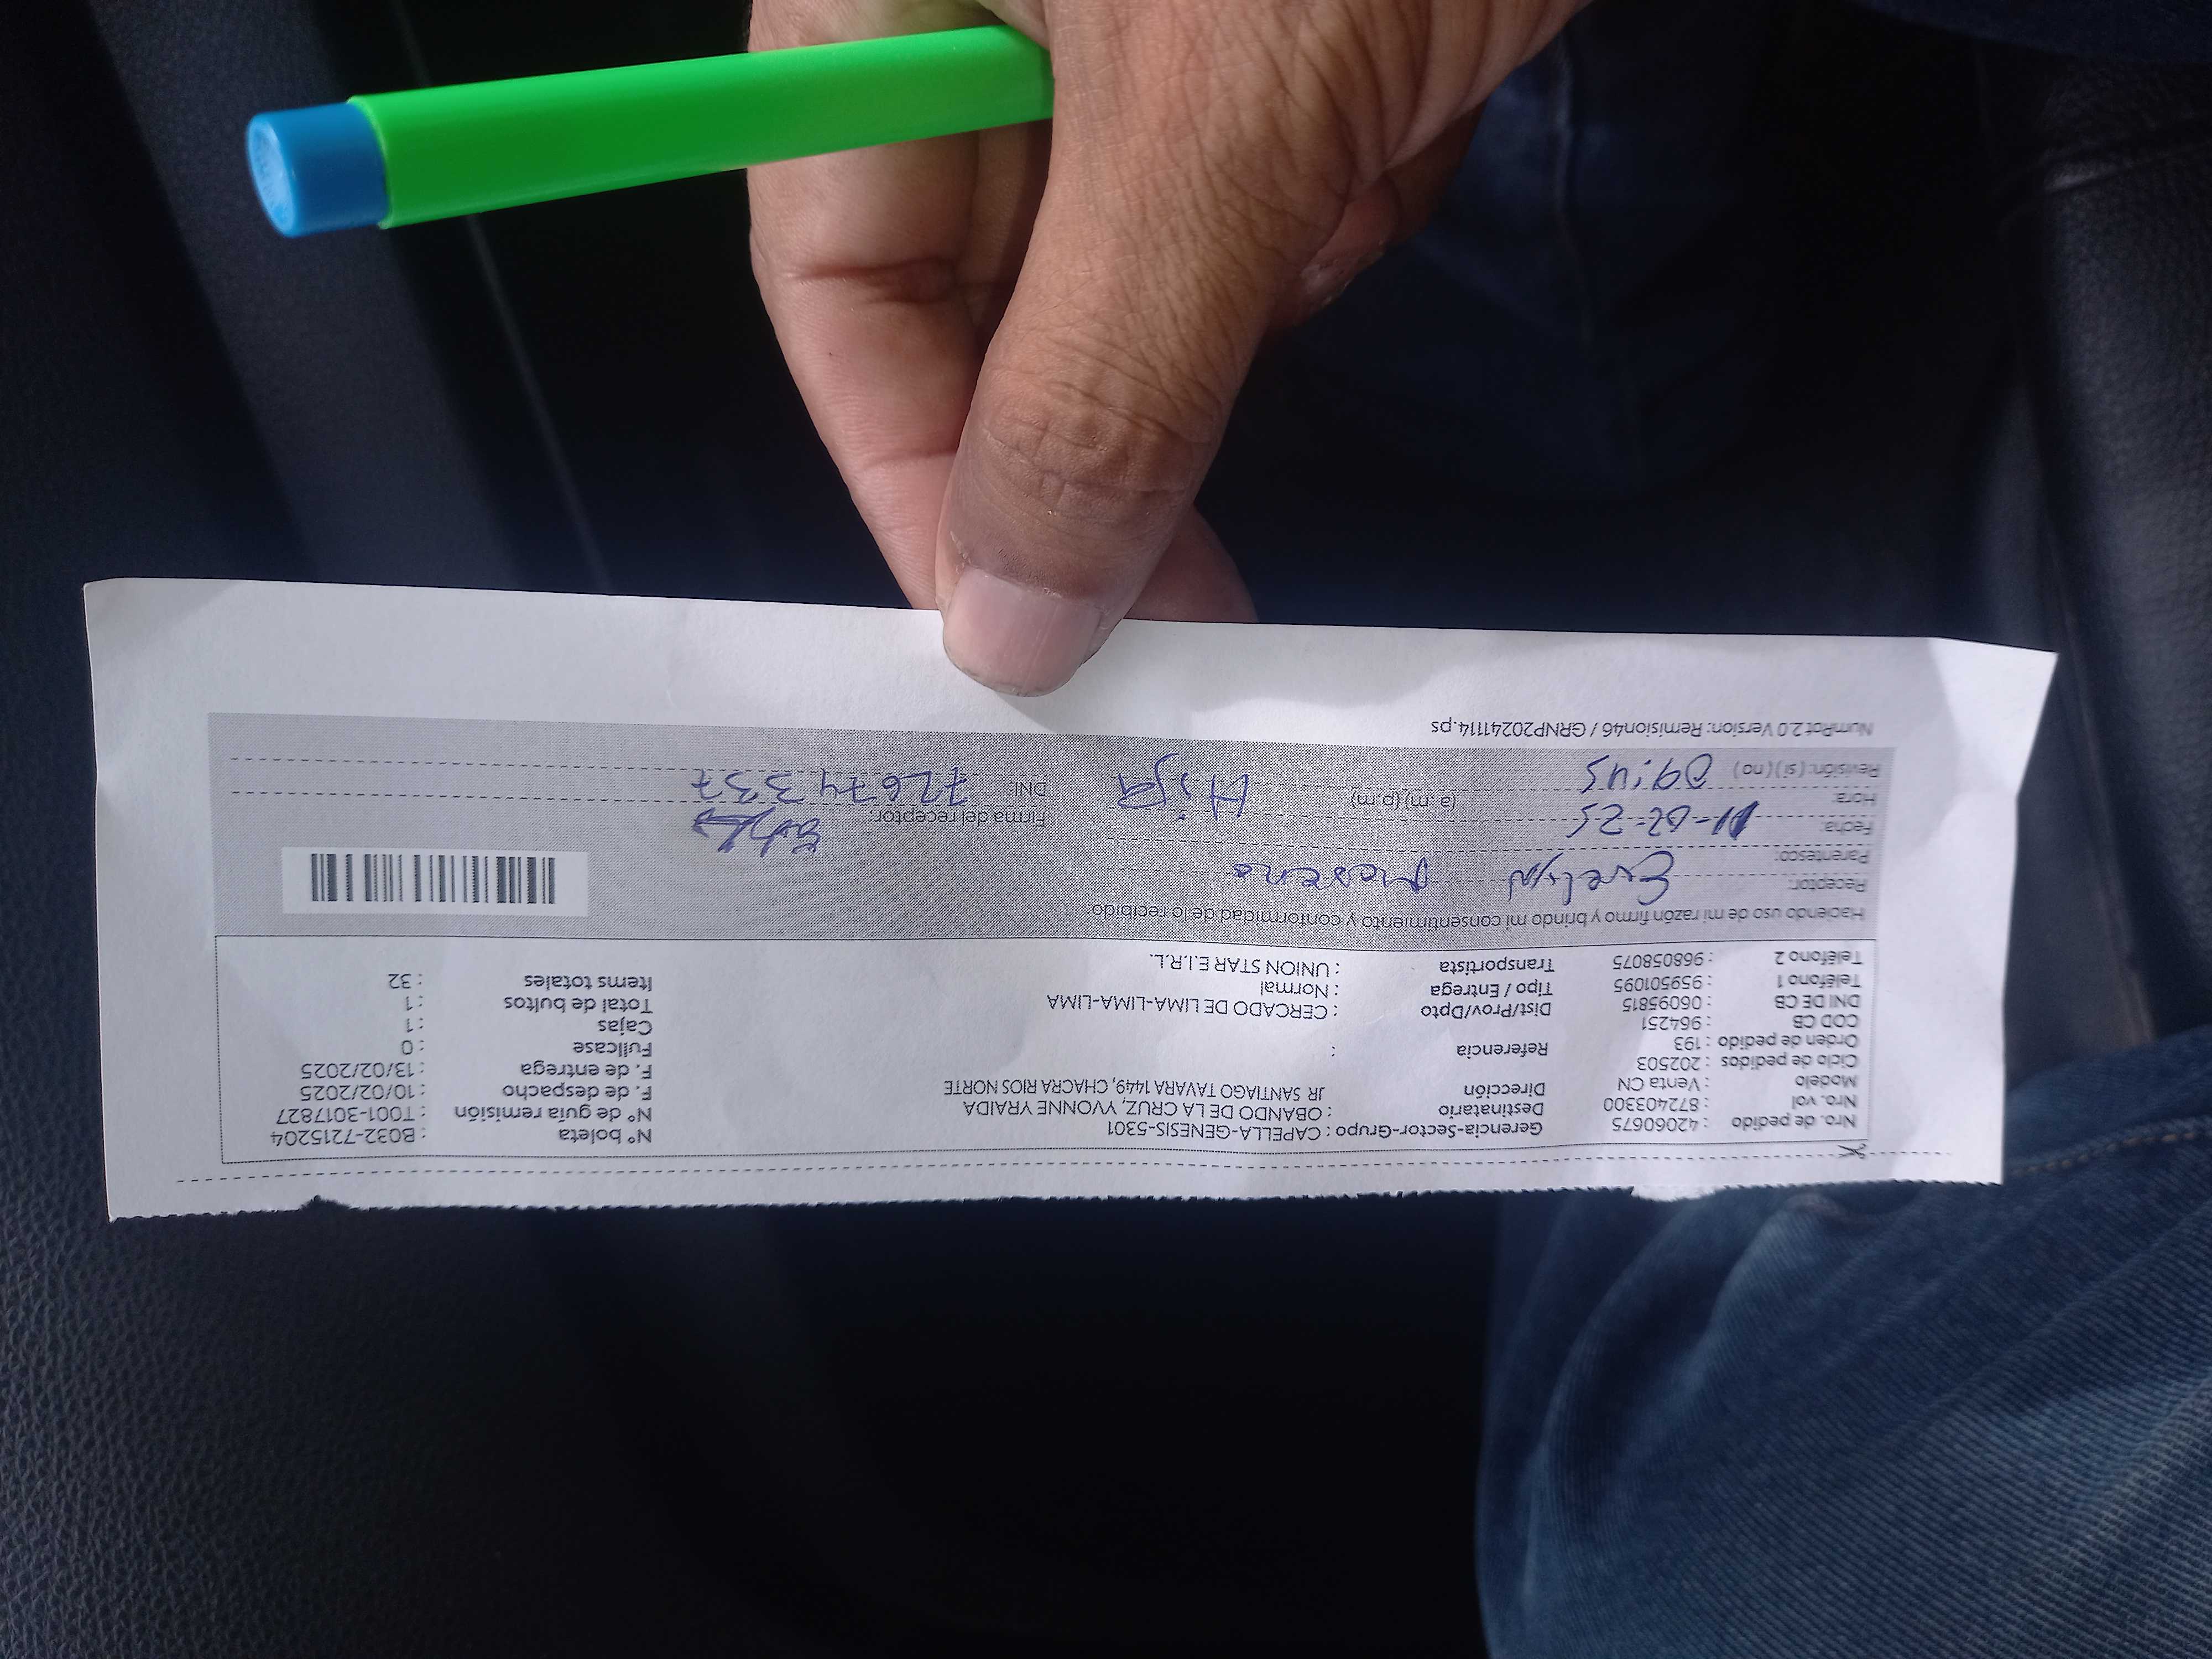 Nro. de pedido : 42060675 Gerencia-Sector-Grupo : CAPELLA-GENESIS-5301 N° boleta : B032-7215204
Nro. vol : 872403300 Destinatario : OBANDO DE LA CRUZ, YVONNE YRAIDA N° de guía remisión : T001-3017827
Modelo : Venta CN Dirección JR SANTIAGO TAVARA 1449, CHACRA RIOS NORTE F. de despacho 10/02/2025
Ciclo de pedidos : 202503 F. de entrega 13/02/2025
Orden de pedido : 193 Referencia : Fullcase : 0
COD CB : 964251 Cajas : 1
DNI DE CB : 06095815 Dist/Prov/Dpto : CERCADO DE LIMA-LIMA-LIMA Total de bultos : 1
Teléfono 1 : 959501095 Tipo / Entrega : Normal Items totales : 32
Teléfono 2 : 968058075 Transportista : UNION STAR E.I.R.L.
Haciendo uso de mi razón firmo y brindo mi consentimiento y conformidad de lo recibido:
Receptor: Evelyn Moreno
Parentesco:
Fecha: 11-02-25 Firma del receptor:
Hora: 09:45 (a.m) (p.m) Hija DNI: 72674337
Revisión: (si) (no)
NumRot 2.0 Version: Remision46 / GRNP20241114.ps